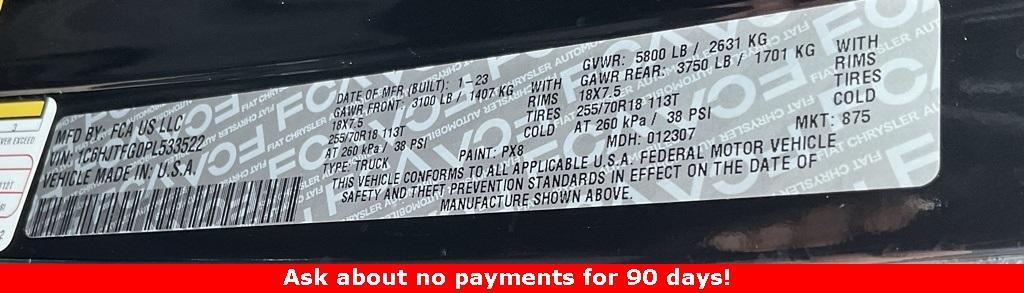 MFD BY: FCA US LLC
VIN: 1C6HJTFG0PL533522
VEHICLE MADE IN: U.S.A.
DATE OF MFR (BUILT): 1-23
GAWR FRONT: 3100 LB / 1407 KG WITH
18X7.5 RIMS
255/70R18 113T TIRES
AT 260 kPa / 38 PSI COLD
TYPE: TRUCK PAINT: PX8
GVWR: 5800 LB / 2631 KG
GAWR REAR: 3750 LB / 1701 KG WITH
18X7.5 RIMS
255/70R18 113T TIRES
AT 260 kPa / 38 PSI COLD
MDH: 012307 MKT: 875
THIS VEHICLE CONFORMS TO ALL APPLICABLE U.S.A. FEDERAL MOTOR VEHICLE
SAFETY AND THEFT PREVENTION STANDARDS IN EFFECT ON THE DATE OF
MANUFACTURE SHOWN ABOVE.
Ask about no payments for 90 days!